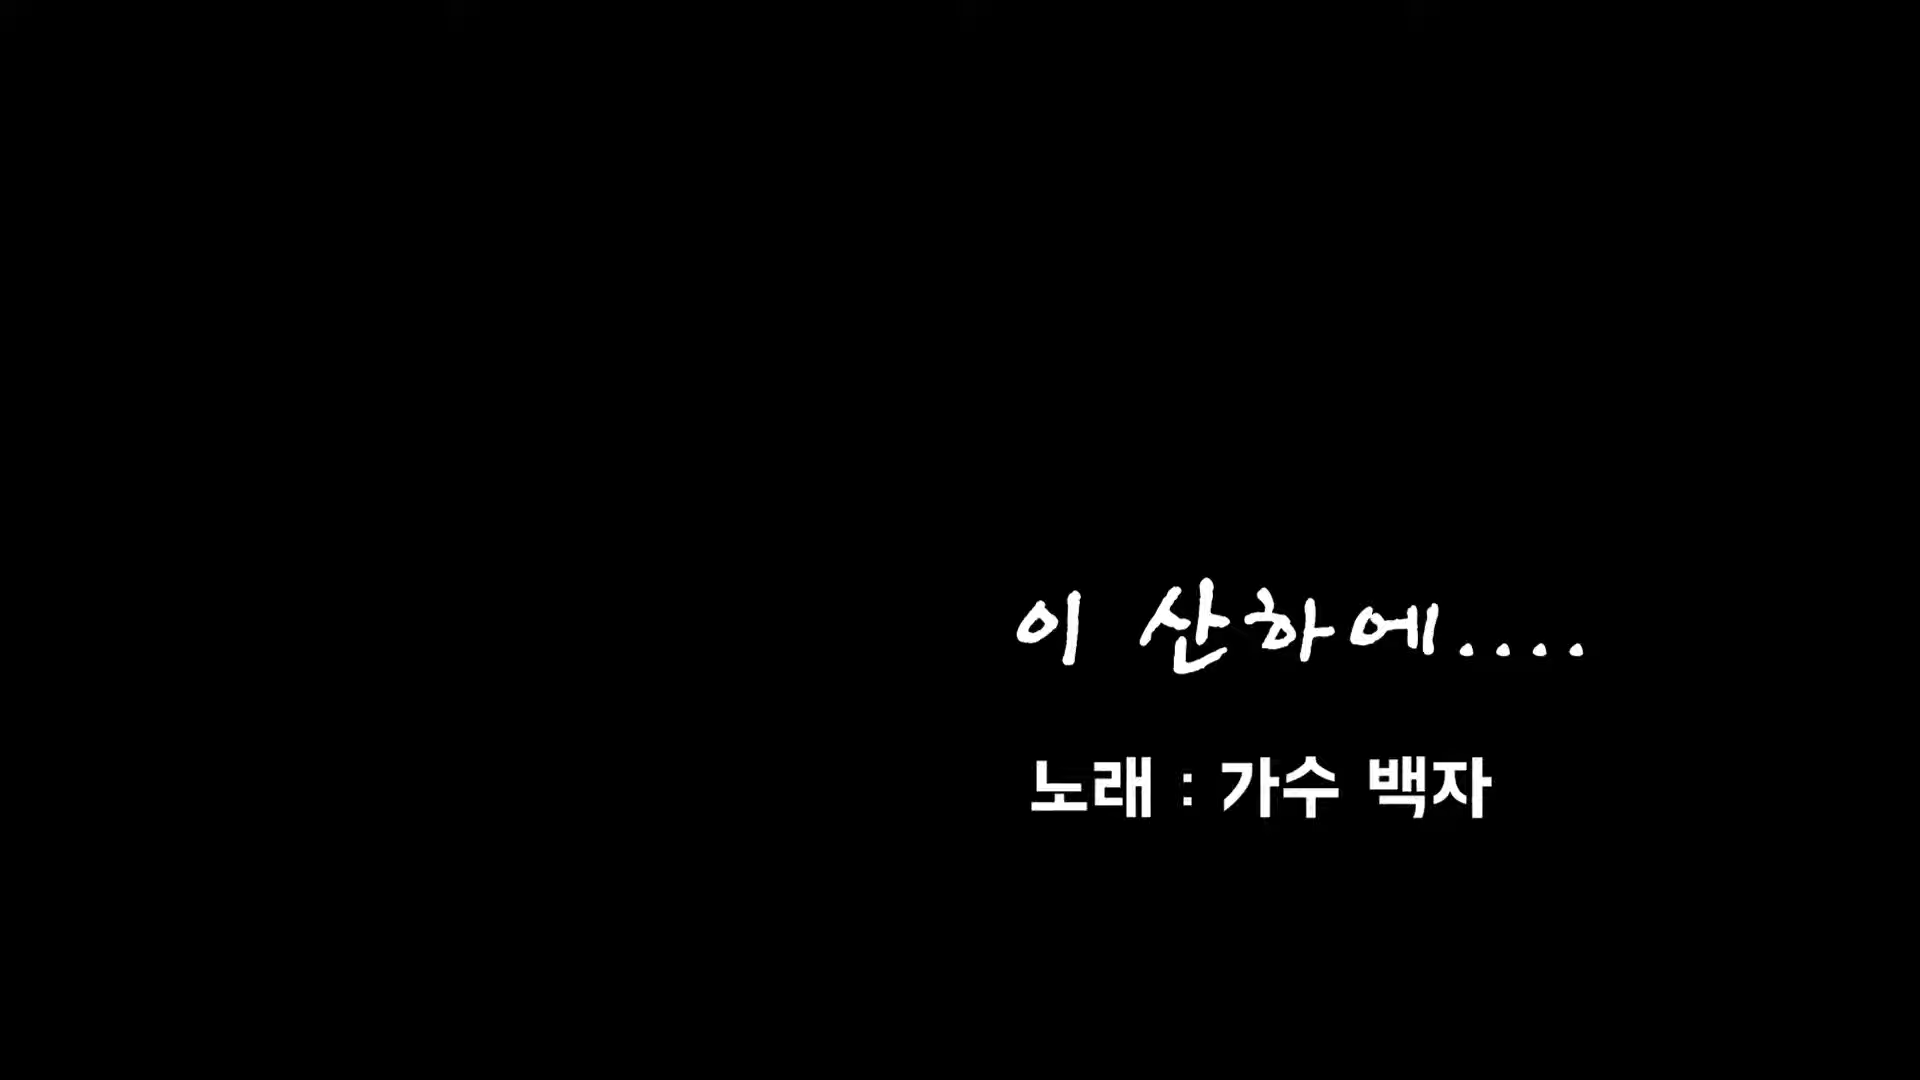 이 산하에....
노래 : 가수 백자